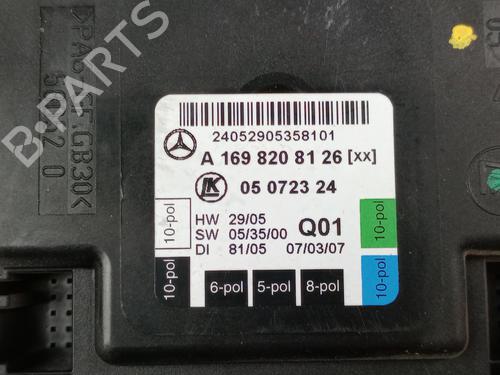 24052905358101
A 169 820 81 26 [xx]
LK 05 0723 24
HW 29/05
SW 05/35/00 Q01
DI 81/05 07/03/07
10-pol
10-pol
6-pol 5-pol 8-pol
10-pol
10-pol
B-PARTS